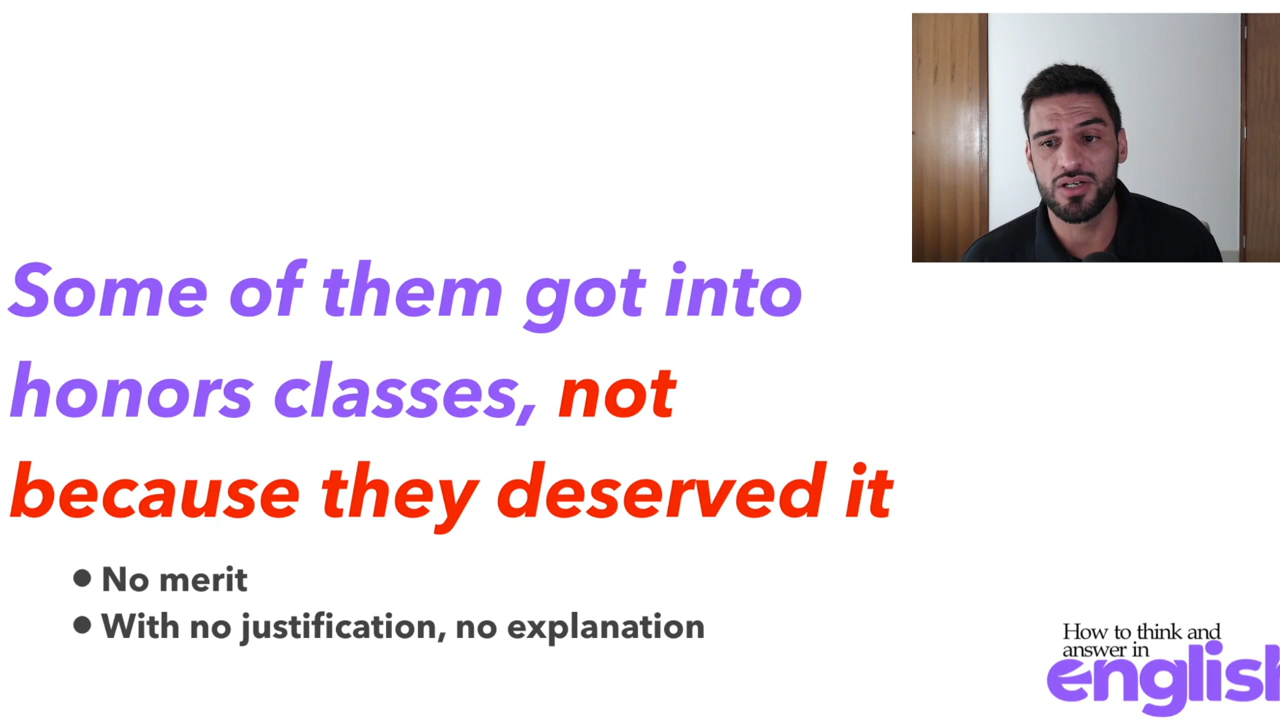 Some of them got into
honors classes, not
because they deserved it
• No merit
• With no justification, no explanation
How to think and
answer in
english